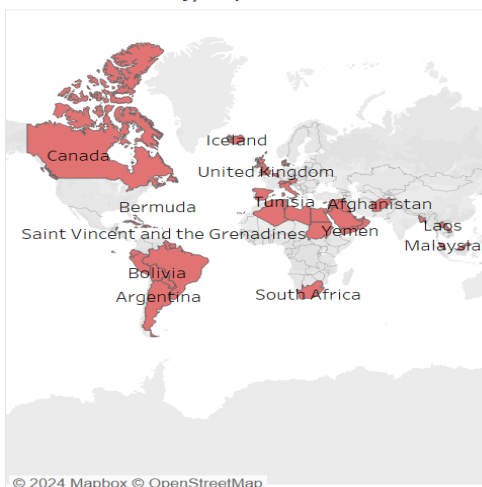 Iceland
Canada
United Kingdom
Tunisia
Afghanistan
Bermuda
Laos
Saint Vincent and the Grenadines
Yemen
Malaysia
Bolivia
Argentina
South Africa
© 2024 Mapbox © OpenStreetMap